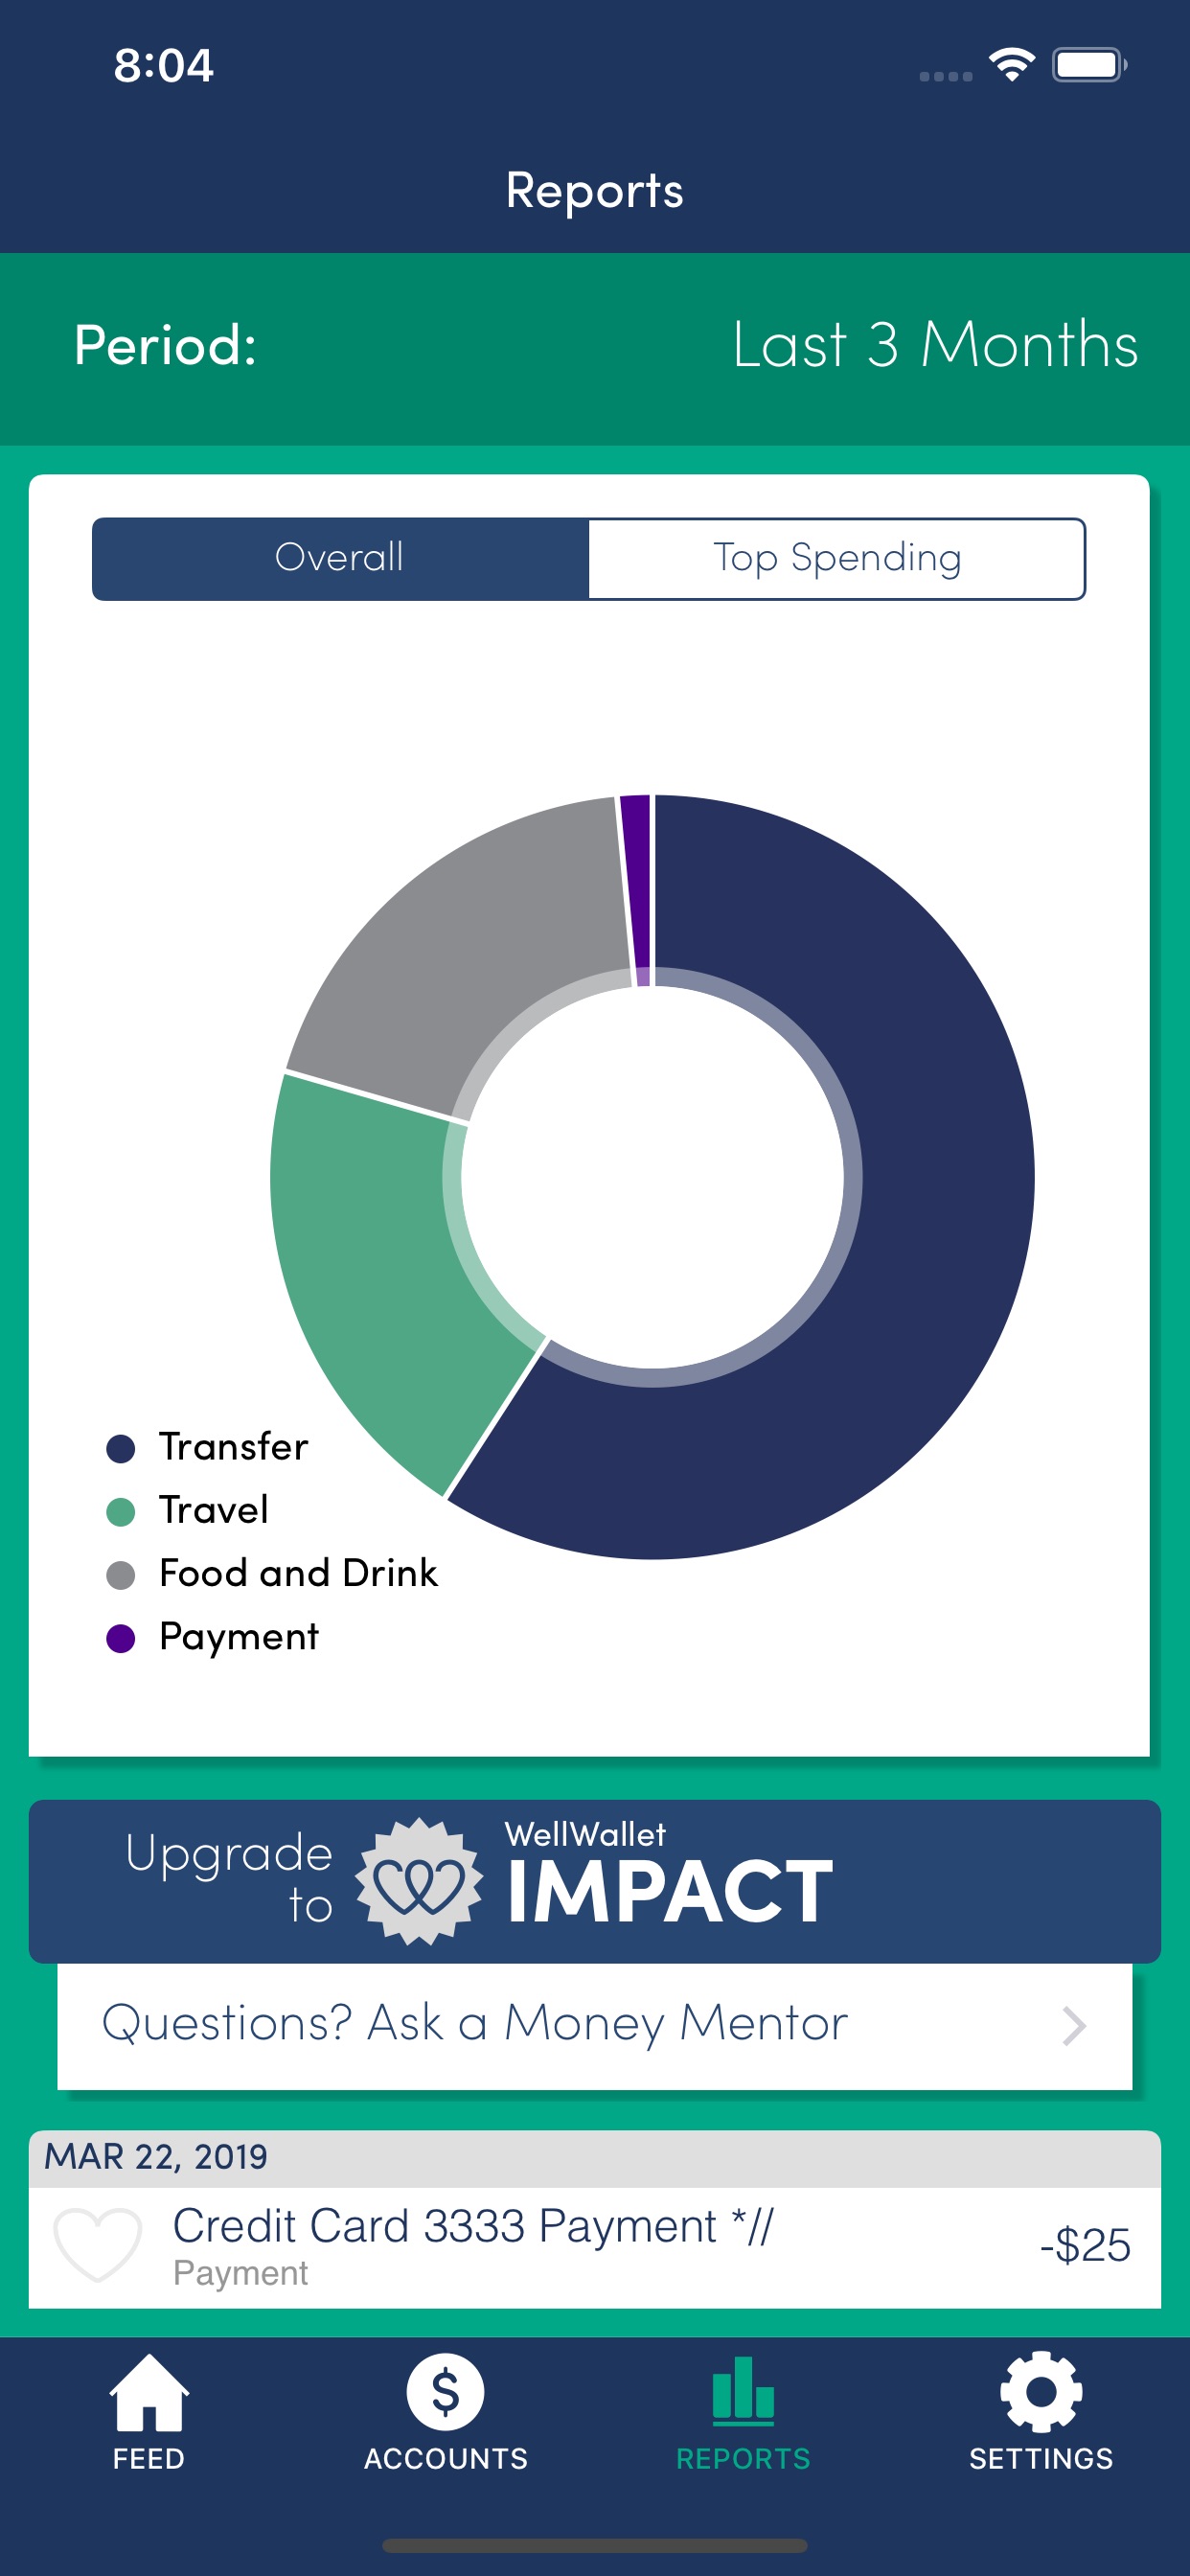 8:04
Reports
Period:
Last 3 Months
Overall
Top Spending
Transfer
Travel
Food and Drink
Payment
Upgrade
to
WellWallet
IMPACT
Questions? Ask a Money Mentor
MAR 22, 2019
Credit Card 3333 Payment *//
Payment
-$25
FEED
ACCOUNTS
REPORTS
SETTINGS